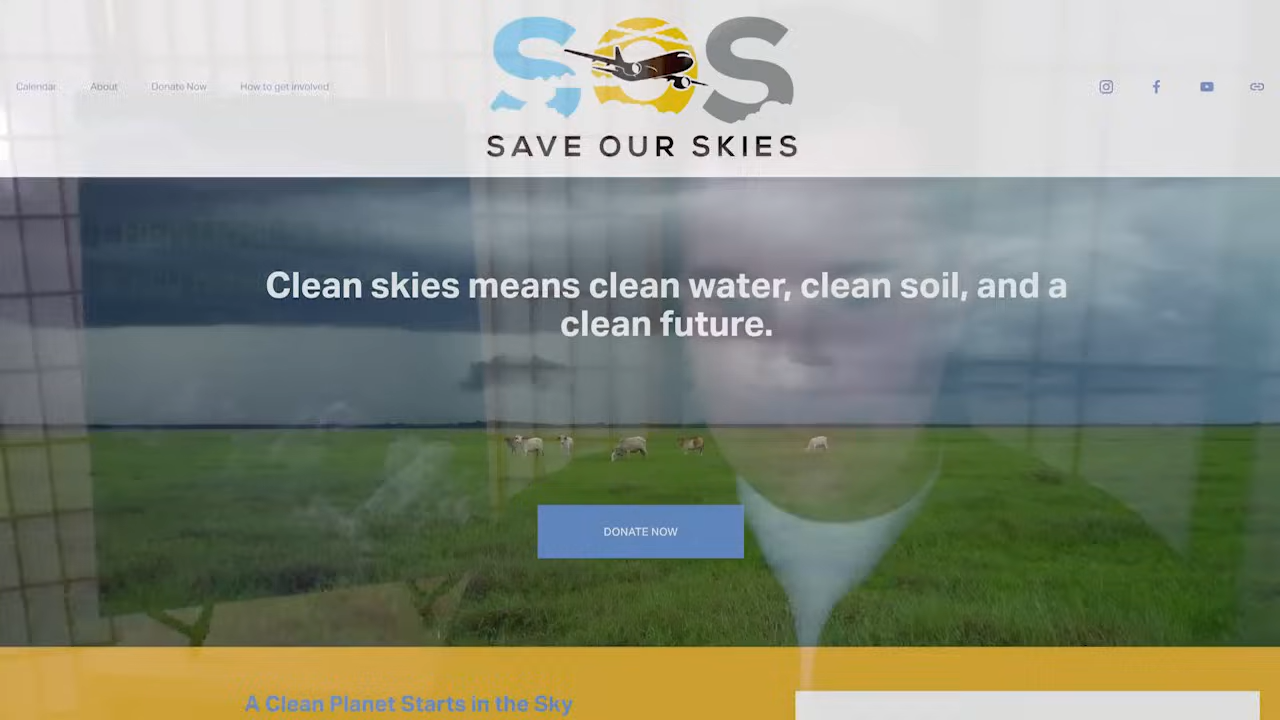 SOS
SAVE OUR SKIES
Calendar
About
Donate Now
How to get involved
Clean skies means clean water, clean soil, and a
clean future.
DONATE NOW
A Clean Planet Starts in the Sky